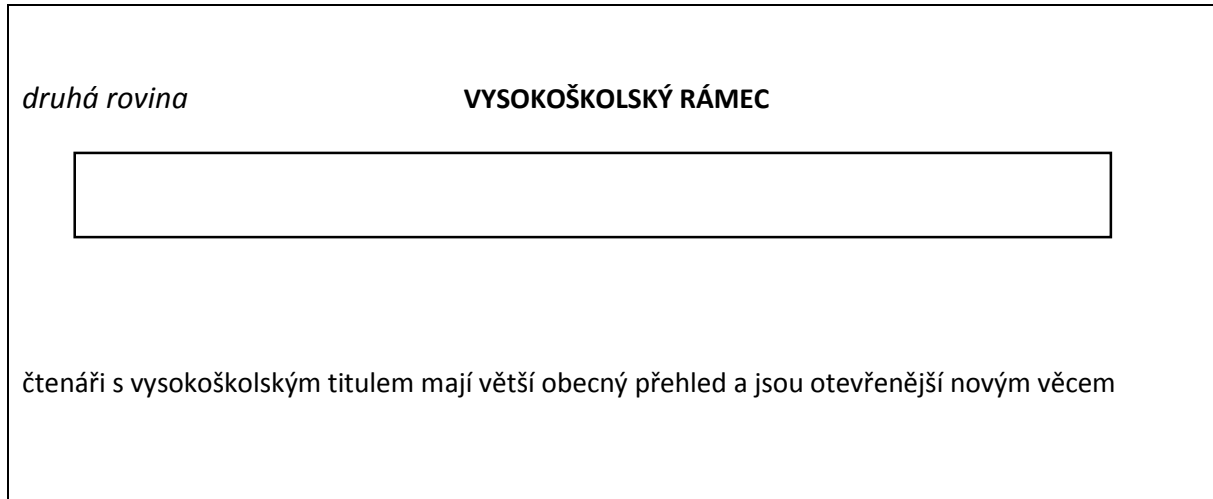 druhá rovina VYSOKOŠKOLSKÝ RÁMEC
čtenáři s vysokoškolským titulem mají větší obecný přehled a jsou otevřenější novým věcem